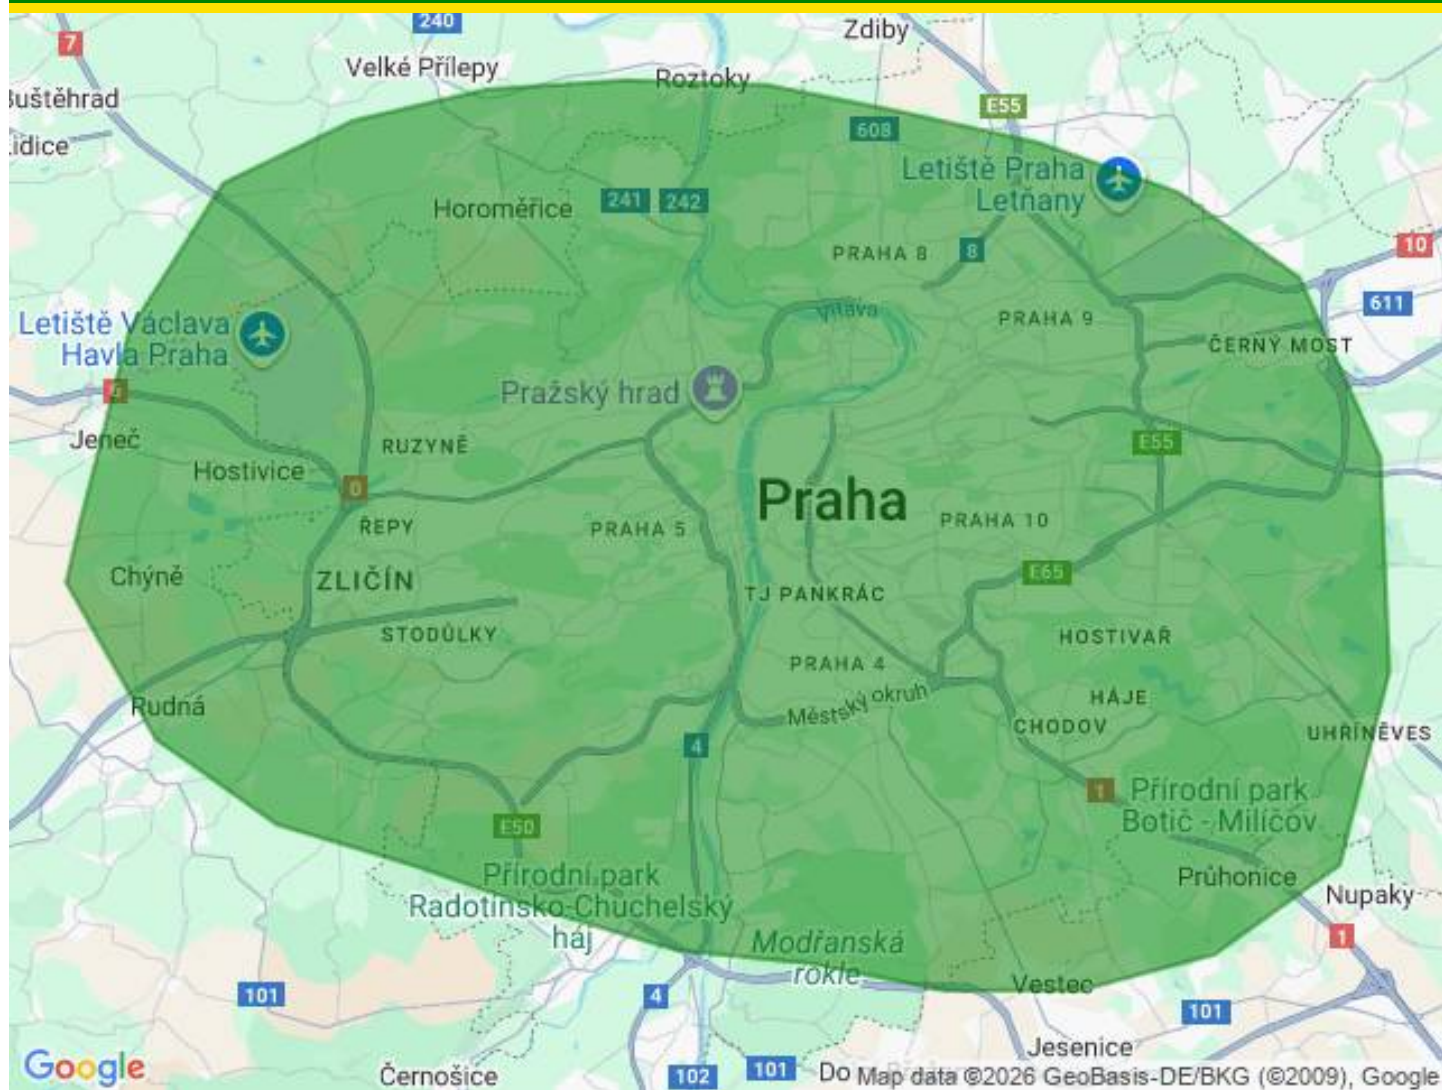 240
Zdiby
7
Velké Přílepy
Roztoky
Buštěhrad
E55
608
Lidice
Letiště Praha
Letňany
241
242
Horoměřice
PRAHA 8
8
10
611
Letiště Václava
Havla Praha
Vltava
PRAHA 9
ČERNÝ MOST
Pražský hrad
6
Jeneč
RUZYNĚ
E55
Hostivice
0
Praha
ŘEPY
PRAHA 5
PRAHA 10
Chýně
ZLIČÍN
E65
TJ PANKRÁC
STODŮLKY
HOSTIVAŘ
PRAHA 4
Rudná
Městský okruh
HÁJE
CHODOV
UHŘÍNĚVES
4
1
Přírodní park
Botič - Milíčov
E50
Přírodní park
Radotínsko-Chuchelský
háj
Průhonice
Nupaky
Modřanská
rokle
1
101
4
Vestec
101
Jesenice
Google
Černošice
102
101
Do
Map data ©2026 GeoBasis-DE/BKG (©2009), Google